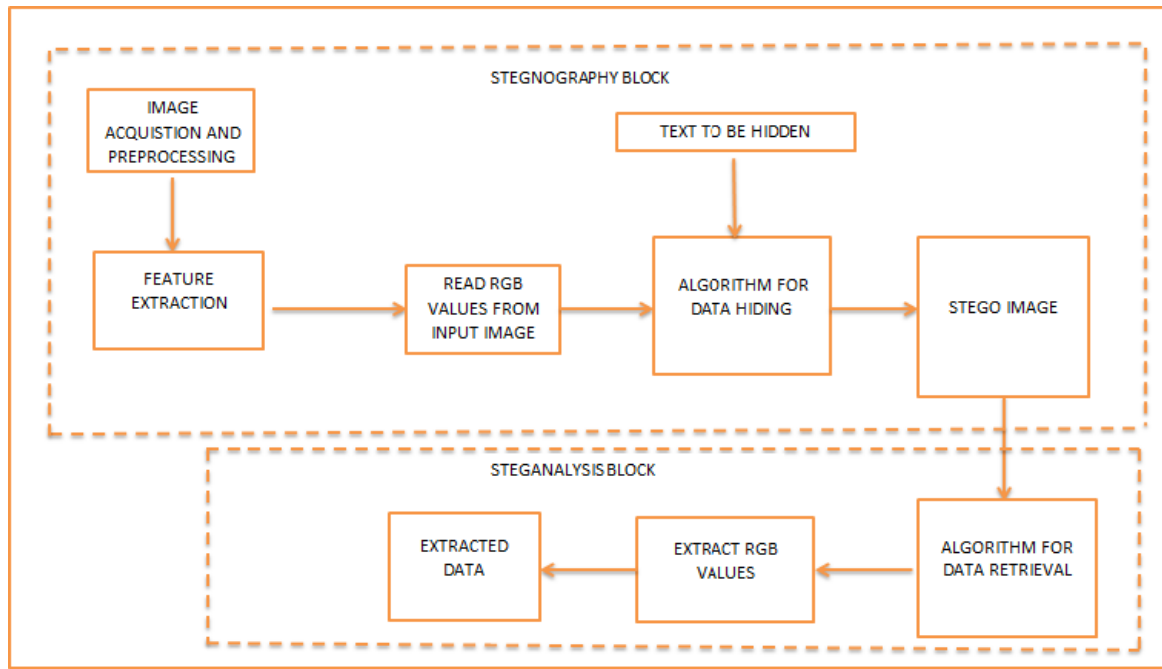 STEGNOGRAPHY BLOCK
IMAGE
ACQUISTION AND
PREPROCESSING
TEXT TO BE HIDDEN
FEATURE
EXTRACTION
READ RGB
VALUES FROM
INPUT IMAGE
ALGORITHM FOR
DATA HIDING
STEGO IMAGE
STEGANALYSIS BLOCK
EXTRACTED
DATA
EXTRACT RGB
VALUES
ALGORITHM FOR
DATA RETRIEVAL